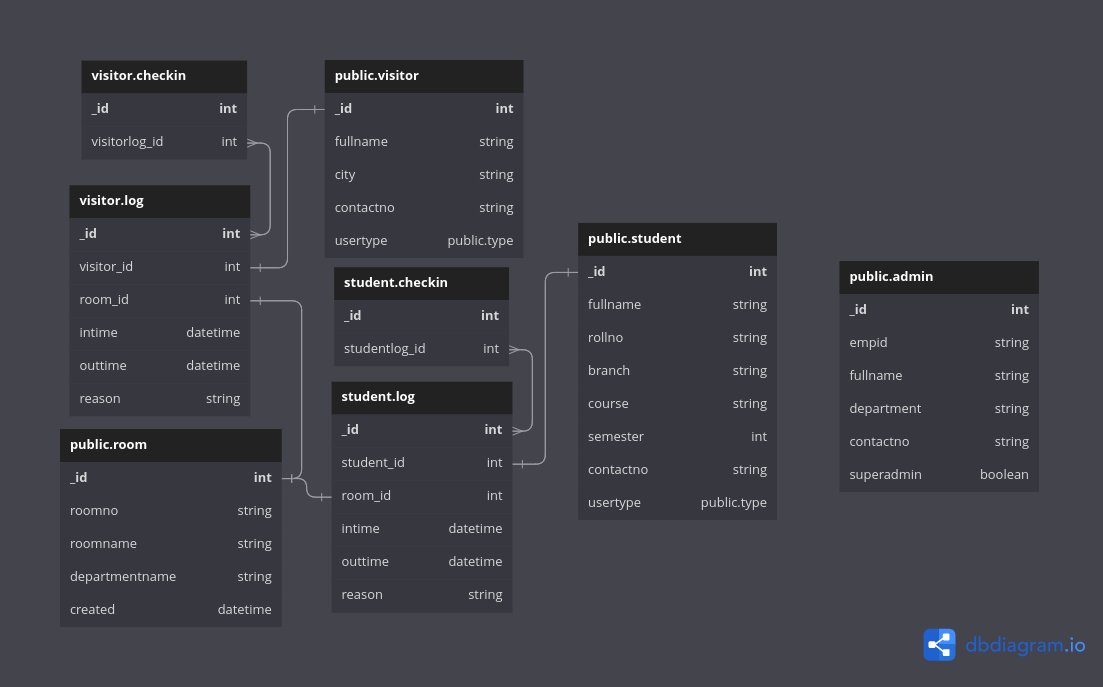 visitor.checkin
_id int
visitorlog_id int
visitor.log
_id int
visitor_id int
room_id int
intime datetime
outtime datetime
reason string
public.room
_id int
roomno string
roomname string
departmentname string
created datetime
public.visitor
_id int
fullname string
city string
contactno string
usertype public.type
student.checkin
_id int
studentlog_id int
student.log
_id int
student_id int
room_id int
intime datetime
outtime datetime
reason string
public.student
_id int
fullname string
rollno string
branch string
course string
semester int
contactno string
usertype public.type
public.admin
_id int
empid string
fullname string
department string
contactno string
superadmin boolean
dbdiagram.io